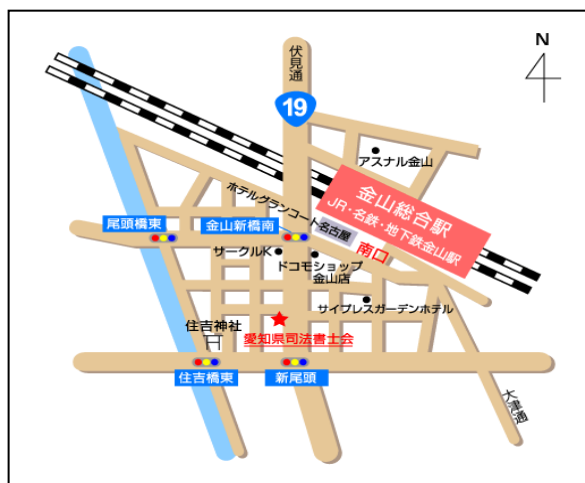 N
伏見通
19
アスナル金山
金山総合駅
JR・名鉄・地下鉄金山駅
ホテルグランコート
名古屋
南口
尾頭橋東
金山新橋南
サークルK
ドコモショップ
金山店
サイプレスガーデンホテル
住吉神社
愛知県司法書士会
住吉橋東
新尾頭
大津通